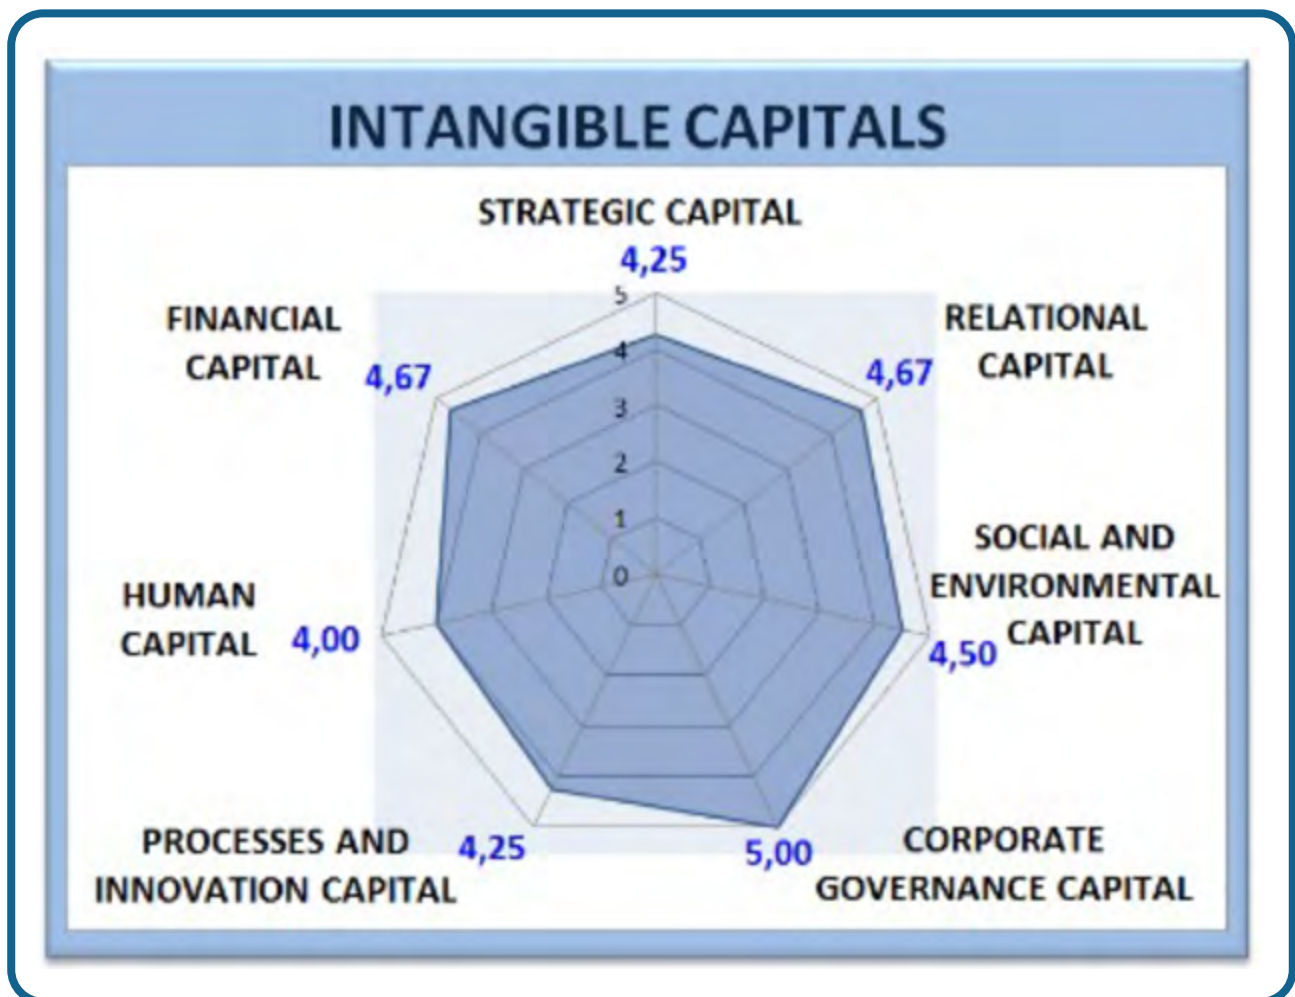 INTANGIBLE CAPITALS
STRATEGIC CAPITAL
4,25
FINANCIAL
CAPITAL
4,67
RELATIONAL
CAPITAL
4,67
5
4
3
2
1
0
SOCIAL AND
ENVIRONMENTAL
CAPITAL
4,50
HUMAN
CAPITAL
4,00
PROCESSES AND
INNOVATION CAPITAL
4,25
5,00
CORPORATE
GOVERNANCE CAPITAL